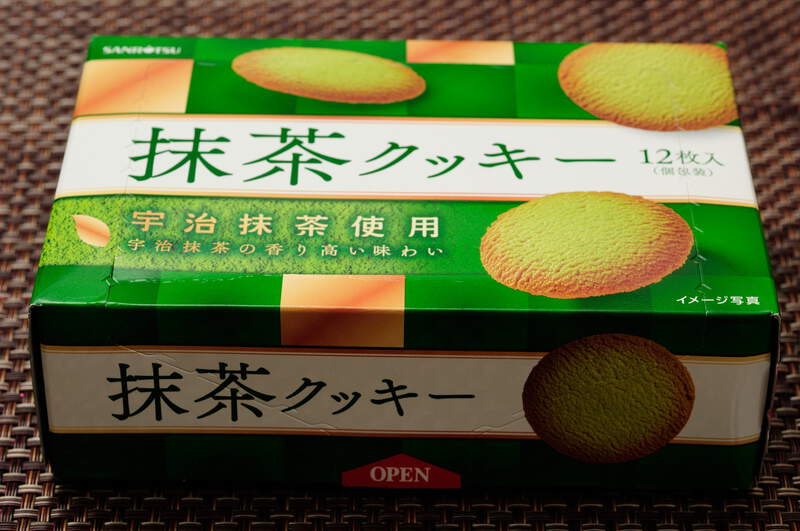 SANRITSU
抹茶クッキー
12枚入
(個包装)
宇治抹茶使用
宇治抹茶の香り高い味わい
イメージ写真
抹茶クッキー
OPEN